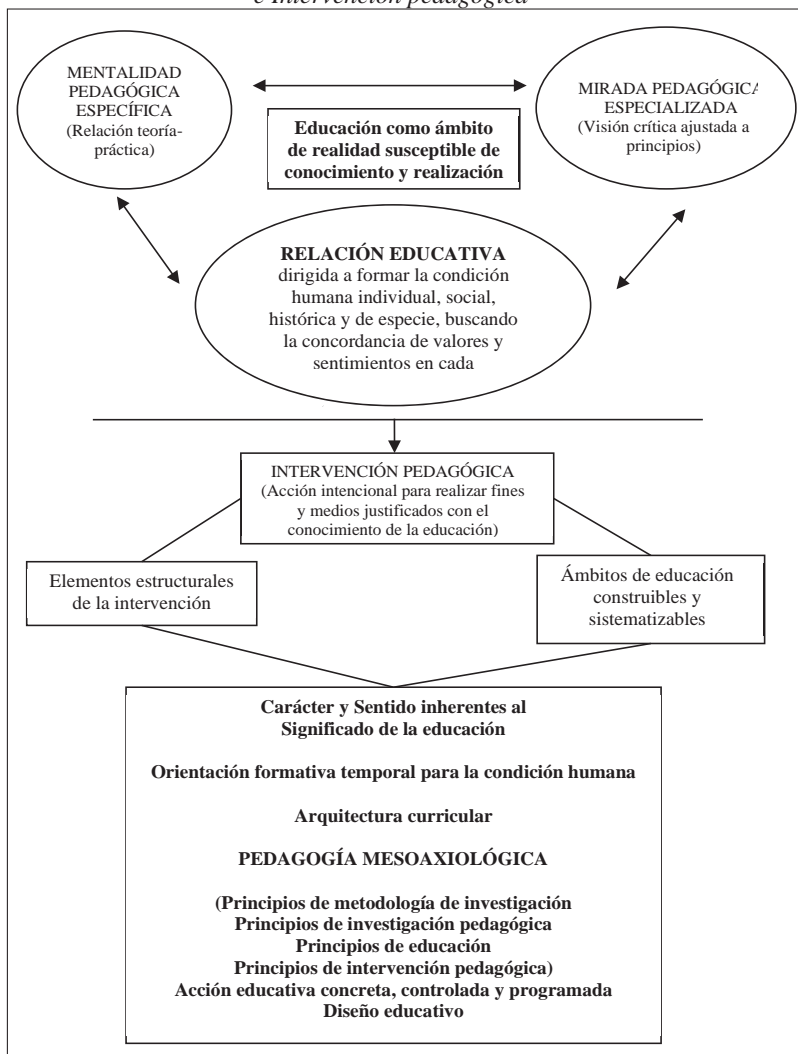 e Intervención pedagógica
MENTALIDAD
PEDAGÓGICA
ESPECÍFICA
(Relación teoría-
práctica)
MIRADA PEDAGÓGICA
ESPECIALIZADA
(Visión crítica ajustada a
principios)
Educación como ámbito
de realidad susceptible de
conocimiento y realización
RELACIÓN EDUCATIVA
dirigida a formar la condición
humana individual, social,
histórica y de especie, buscando
la concordancia de valores y
sentimientos en cada
INTERVENCIÓN PEDAGÓGICA
(Acción intencional para realizar fines
y medios justificados con el
conocimiento de la educación)
Elementos estructurales
de la intervención
Ámbitos de educación
construibles y
sistematizables
Carácter y Sentido inherentes al
Significado de la educación
Orientación formativa temporal para la condición humana
Arquitectura curricular
PEDAGOGÍA MESOAXIOLÓGICA
(Principios de metodología de investigación
Principios de investigación pedagógica
Principios de educación
Principios de intervención pedagógica)
Acción educativa concreta, controlada y programada
Diseño educativo